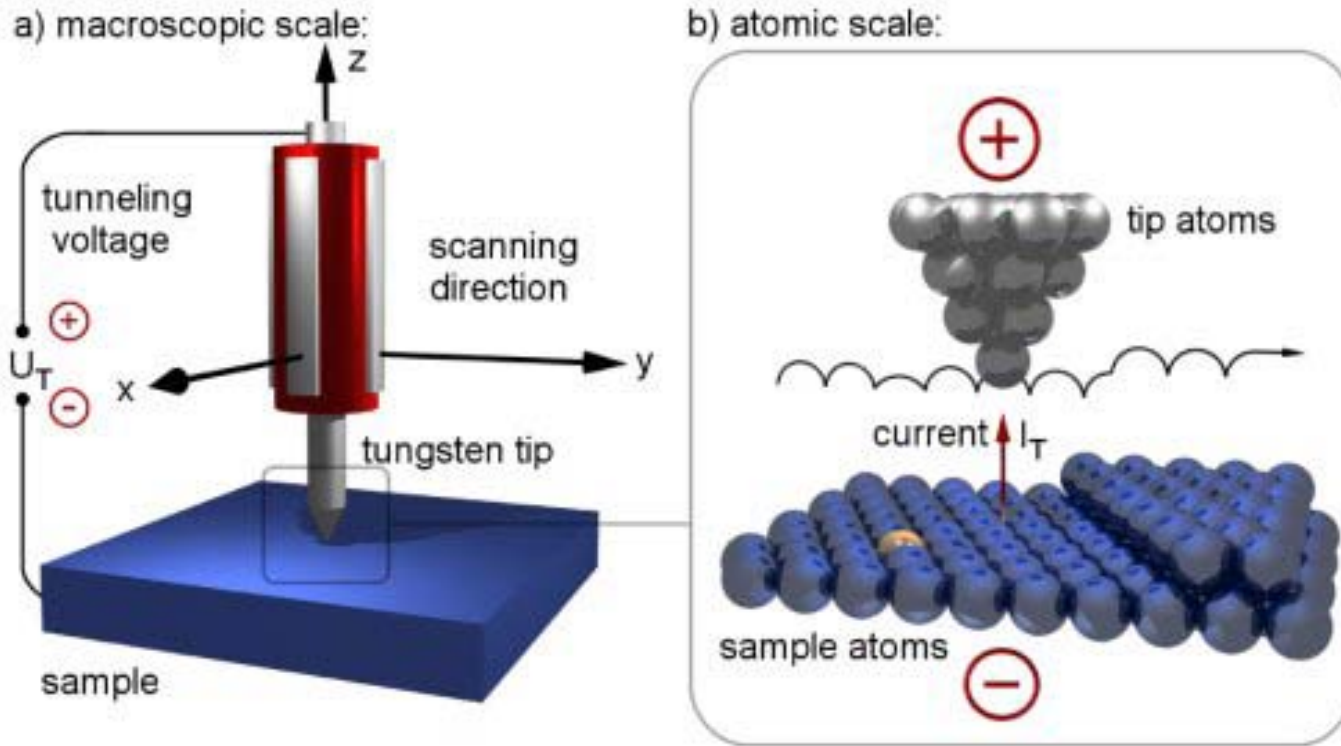 a) macroscopic scale:
z
tunneling
voltage
scanning
direction
+
U_T
−
x
y
tungsten tip
sample
b) atomic scale:
+
tip atoms
current I_T
sample atoms
−